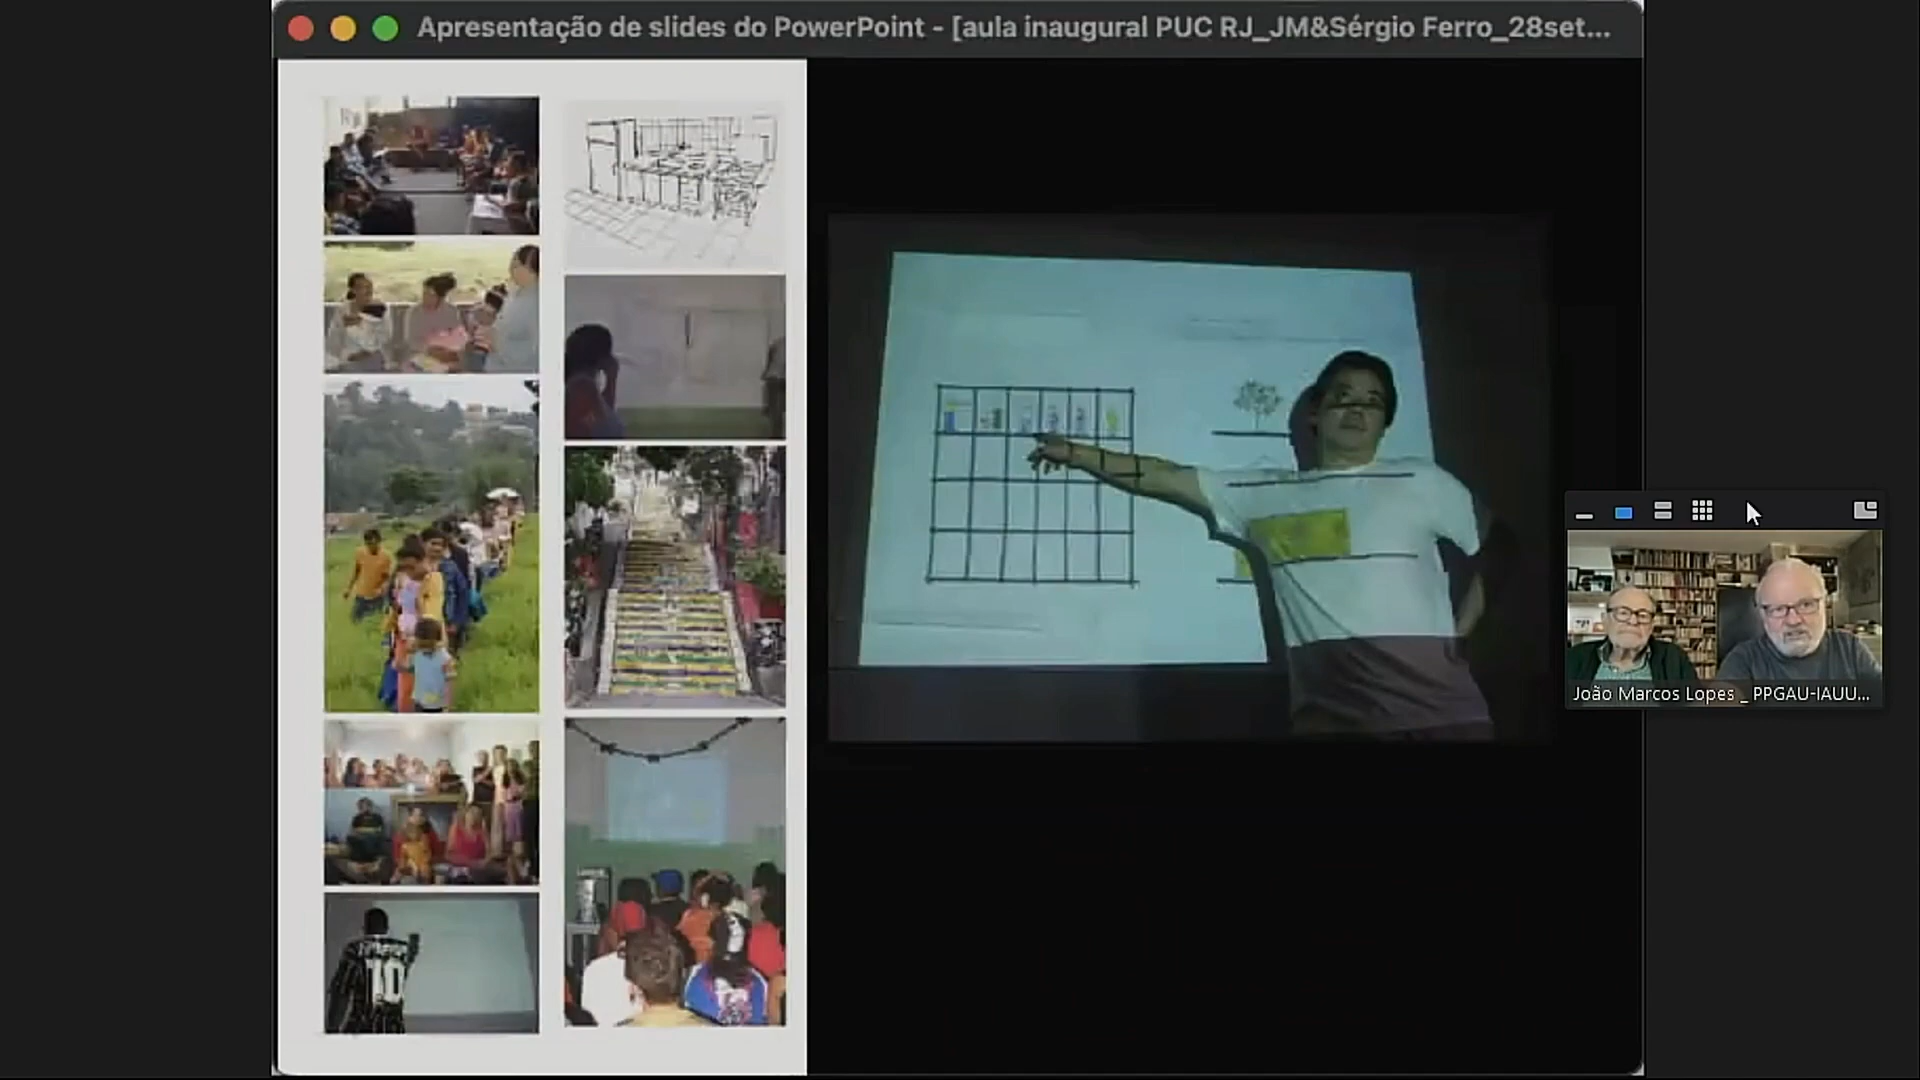 Apresentação de slides do PowerPoint - [aula inaugural PUC RJ_JM&Sérgio Ferro_28set...
10
João Marcos Lopes _ PPGAU-IAUU...